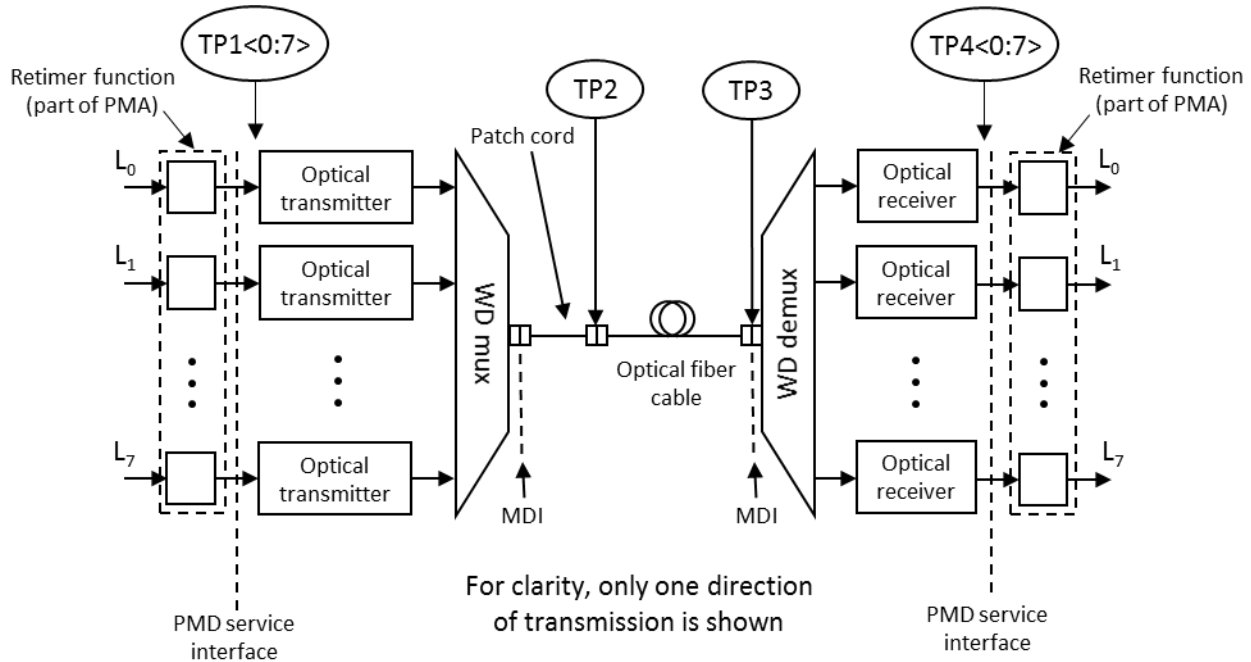 TP1<0:7>
TP4<0:7>
Retimer function
(part of PMA)
TP2
TP3
Retimer function
(part of PMA)
Patch cord
L0
Optical
transmitter
Optical
receiver
L0
L1
Optical
transmitter
WD mux
Optical fiber
cable
WD demux
Optical
receiver
L1
L7
Optical
transmitter
Optical
receiver
L7
MDI
MDI
For clarity, only one direction
of transmission is shown
PMD service
interface
PMD service
interface